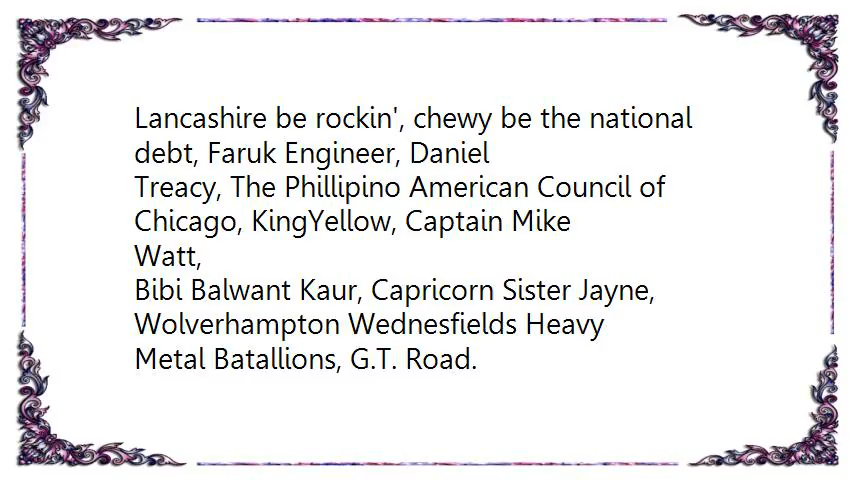 Lancashire be rockin', chewy be the national
debt, Faruk Engineer, Daniel
Treacy, The Phillipino American Council of
Chicago, KingYellow, Captain Mike
Watt,
Bibi Balwant Kaur, Capricorn Sister Jayne,
Wolverhampton Wednesfields Heavy
Metal Batallions, G.T. Road.